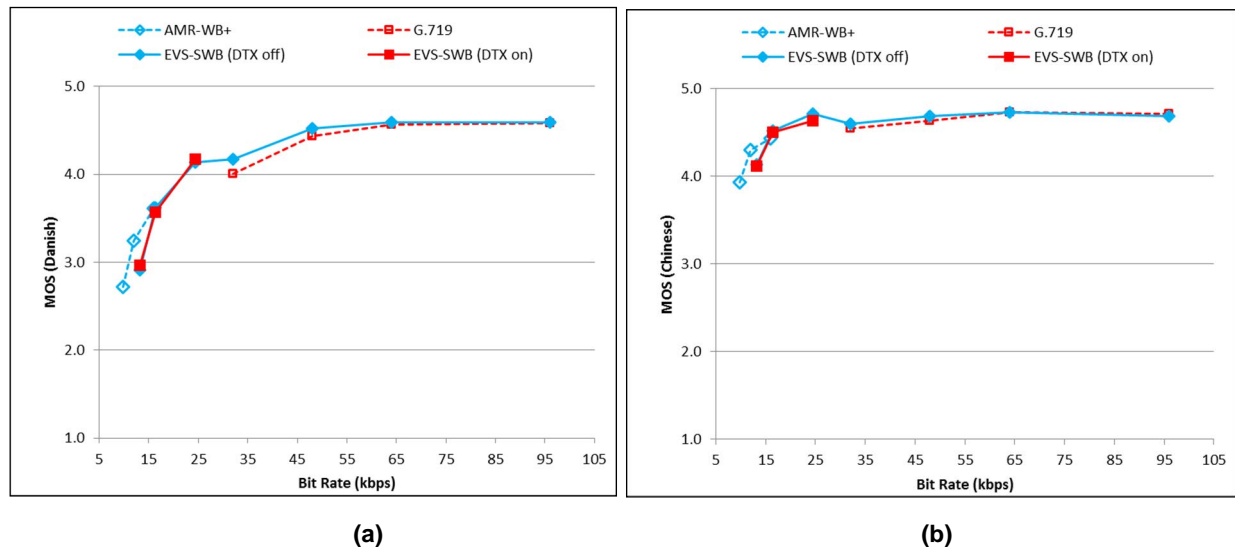 AMR-WB+ G.719
EVS-SWB (DTX off) EVS-SWB (DTX on)
5.0
4.0
3.0
2.0
1.0
MOS (Danish)
5 15 25 35 45 55 65 75 85 95 105
Bit Rate (kbps)
(a)
AMR-WB+ G.719
EVS-SWB (DTX off) EVS-SWB (DTX on)
5.0
4.0
3.0
2.0
1.0
MOS (Chinese)
5 15 25 35 45 55 65 75 85 95 105
Bit Rate (kbps)
(b)